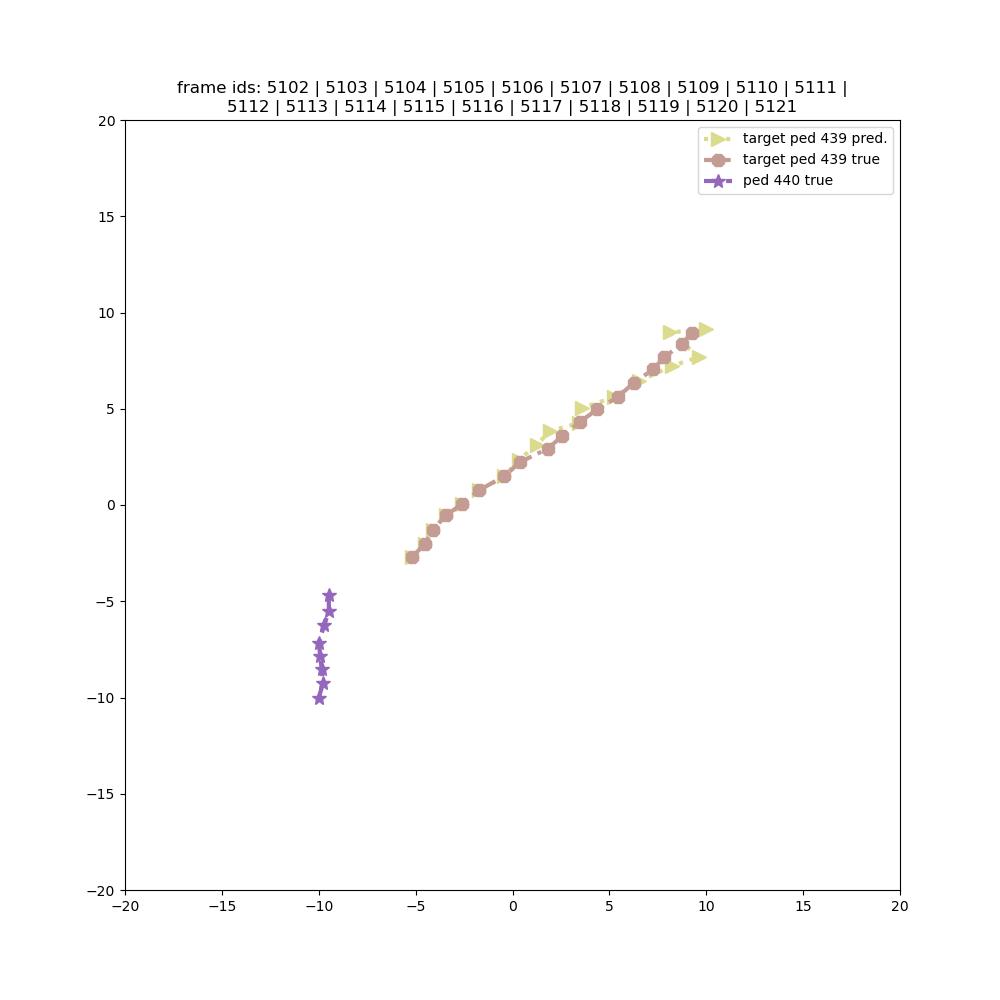 frame ids: 5102 | 5103 | 5104 | 5105 | 5106 | 5107 | 5108 | 5109 | 5110 | 5111 |
5112 | 5113 | 5114 | 5115 | 5116 | 5117 | 5118 | 5119 | 5120 | 5121
target ped 439 pred.
target ped 439 true
ped 440 true
20
15
10
5
0
−5
−10
−15
−20
−20 −15 −10 −5 0 5 10 15 20